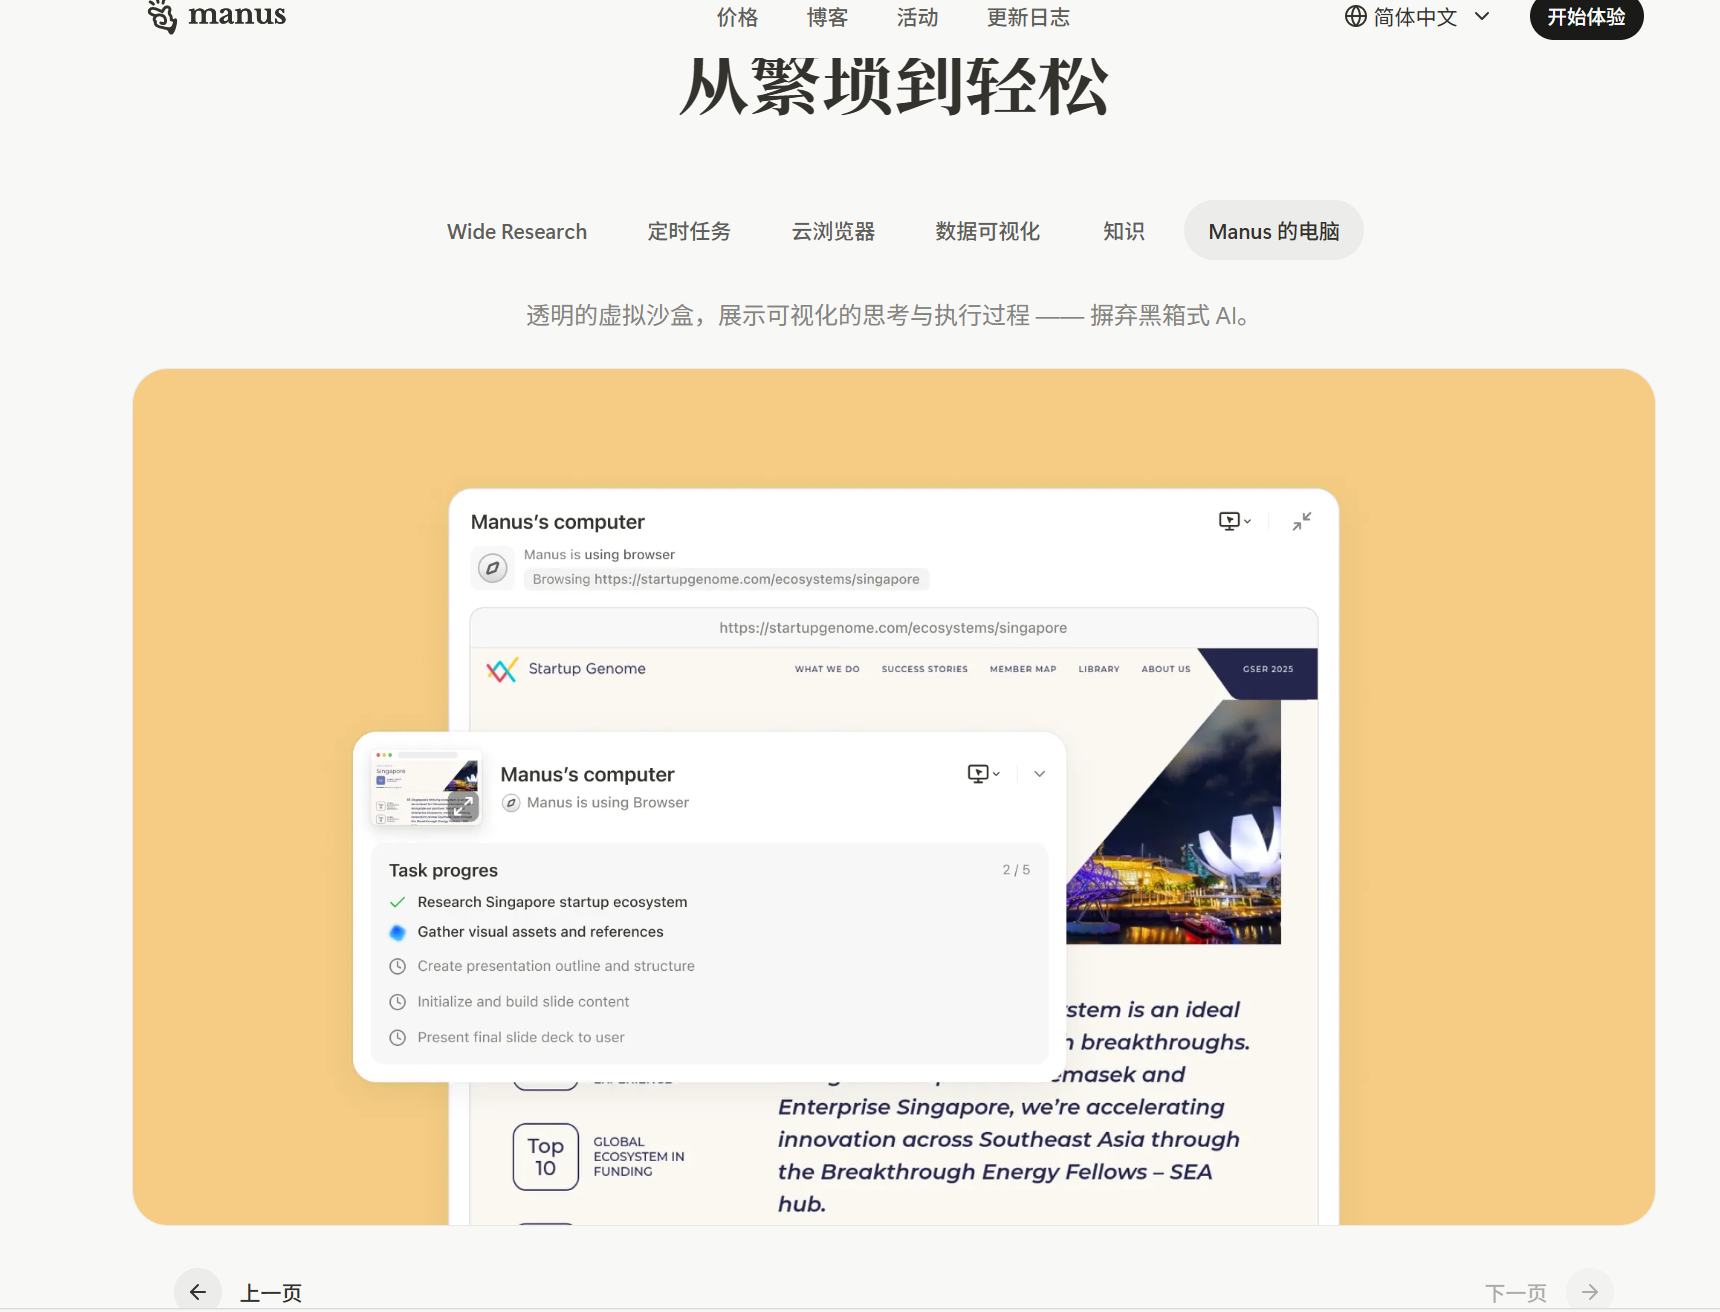 manus
价格
博客
活动
更新日志
简体中文
开始体验
从繁琐到轻松
Wide Research
定时任务
云浏览器
数据可视化
知识
Manus 的电脑
透明的虚拟沙盒，展示可视化的思考与执行过程 —— 摒弃黑箱式 AI。
Manus’s computer
Manus is using browser
Browsing https://startupgenome.com/ecosystems/singapore
https://startupgenome.com/ecosystems/singapore
Startup Genome
WHAT WE DO
SUCCESS STORIES
MEMBER MAP
LIBRARY
ABOUT US
GSER 2025
Singapore
Manus’s computer
Manus is using Browser
Task progres
2 / 5
Research Singapore startup ecosystem
Gather visual assets and references
Create presentation outline and structure
Initialize and build slide content
Present final slide deck to user
stem is an ideal
breakthroughs.
emasek and
Enterprise Singapore, we’re accelerating
innovation across Southeast Asia through
the Breakthrough Energy Fellows – SEA
hub.
Top
10
GLOBAL
ECOSYSTEM IN
FUNDING
上一页
下一页